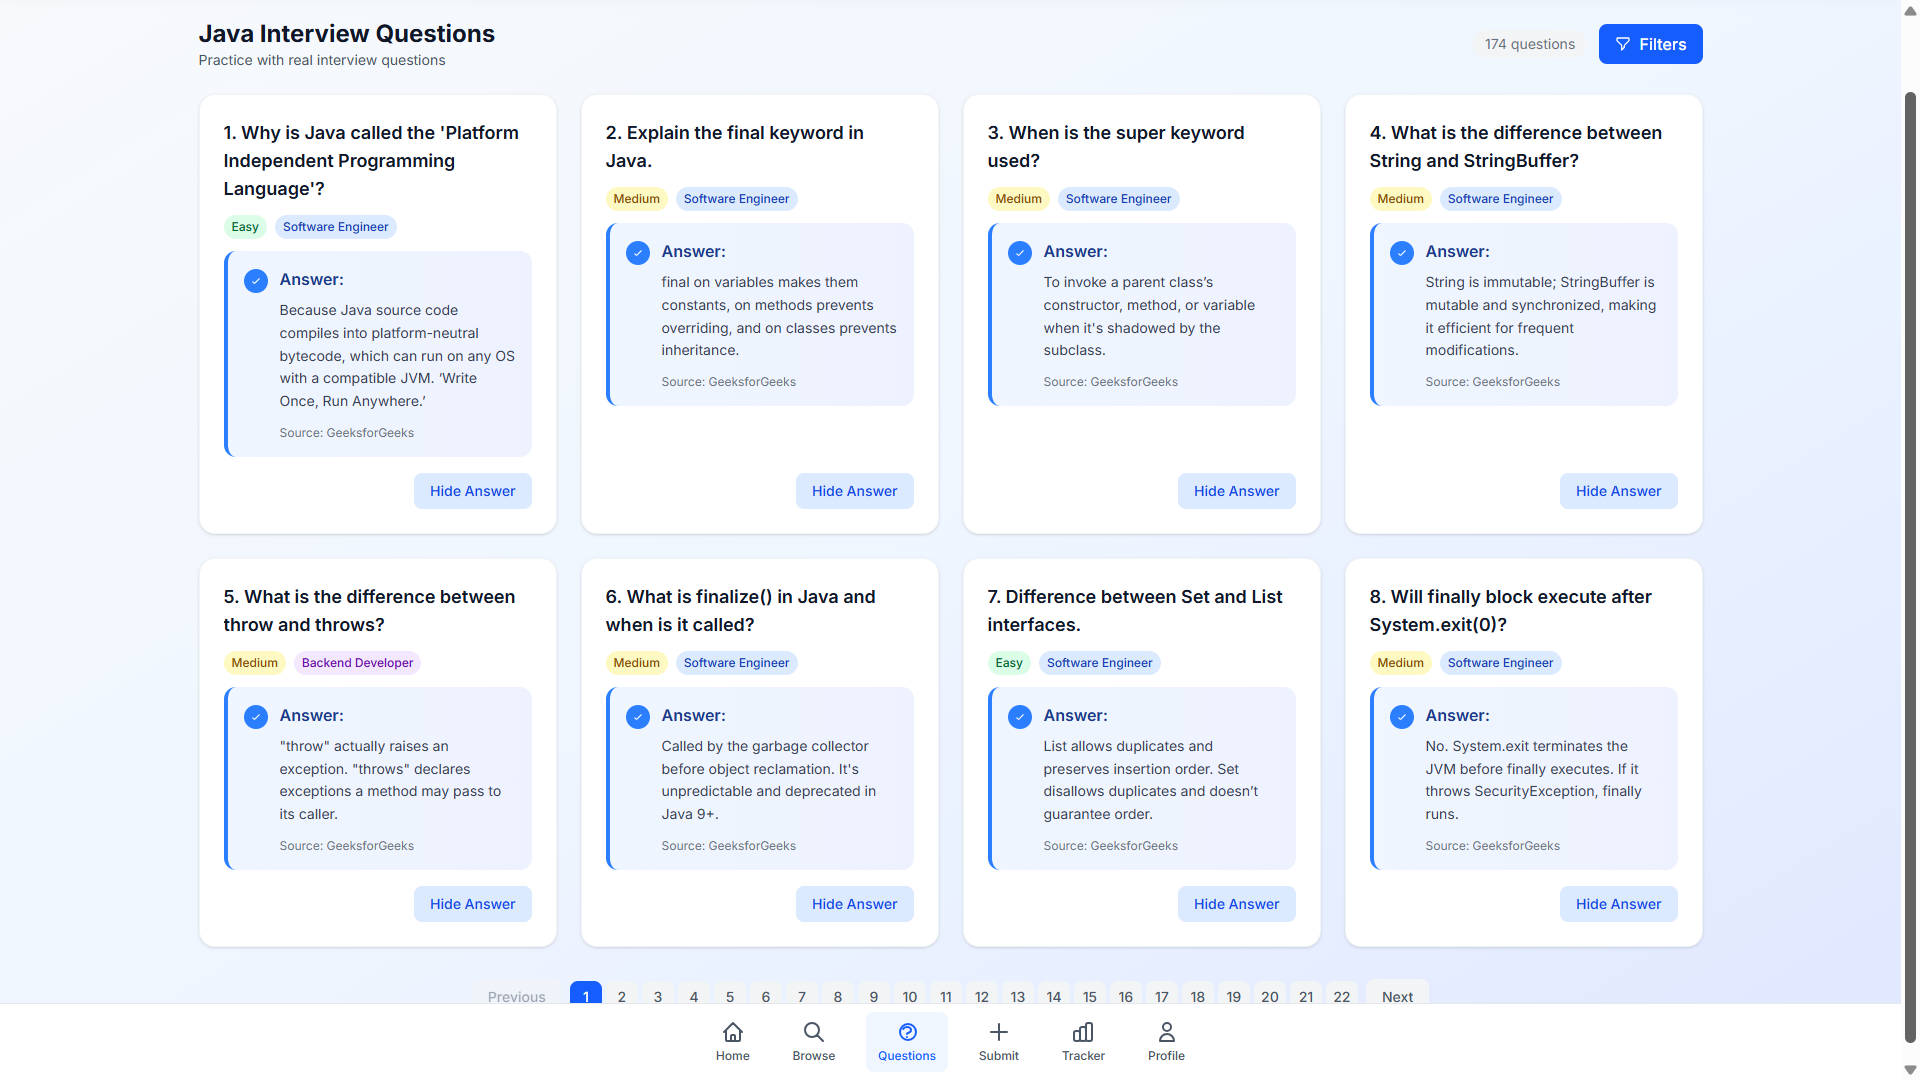 Java Interview Questions
Practice with real interview questions
174 questions
Filters
1. Why is Java called the 'Platform
Independent Programming
Language'?
Easy
Software Engineer
Answer:
Because Java source code
compiles into platform-neutral
bytecode, which can run on any OS
with a compatible JVM. ‘Write
Once, Run Anywhere.’
Source: GeeksforGeeks
Hide Answer
2. Explain the final keyword in
Java.
Medium
Software Engineer
Answer:
final on variables makes them
constants, on methods prevents
overriding, and on classes prevents
inheritance.
Source: GeeksforGeeks
Hide Answer
3. When is the super keyword
used?
Medium
Software Engineer
Answer:
To invoke a parent class’s
constructor, method, or variable
when it's shadowed by the
subclass.
Source: GeeksforGeeks
Hide Answer
4. What is the difference between
String and StringBuffer?
Medium
Software Engineer
Answer:
String is immutable; StringBuffer is
mutable and synchronized, making
it efficient for frequent
modifications.
Source: GeeksforGeeks
Hide Answer
5. What is the difference between
throw and throws?
Medium
Backend Developer
Answer:
"throw" actually raises an
exception. "throws" declares
exceptions a method may pass to
its caller.
Source: GeeksforGeeks
Hide Answer
6. What is finalize() in Java and
when is it called?
Medium
Software Engineer
Answer:
Called by the garbage collector
before object reclamation. It's
unpredictable and deprecated in
Java 9+.
Source: GeeksforGeeks
Hide Answer
7. Difference between Set and List
interfaces.
Easy
Software Engineer
Answer:
List allows duplicates and
preserves insertion order. Set
disallows duplicates and doesn’t
guarantee order.
Source: GeeksforGeeks
Hide Answer
8. Will finally block execute after
System.exit(0)?
Medium
Software Engineer
Answer:
No. System.exit terminates the
JVM before finally executes. If it
throws SecurityException, finally
runs.
Source: GeeksforGeeks
Hide Answer
Previous 1 2 3 4 5 6 7 8 9 10 11 12 13 14 15 16 17 18 19 20 21 22 Next
Home Browse Questions Submit Tracker Profile